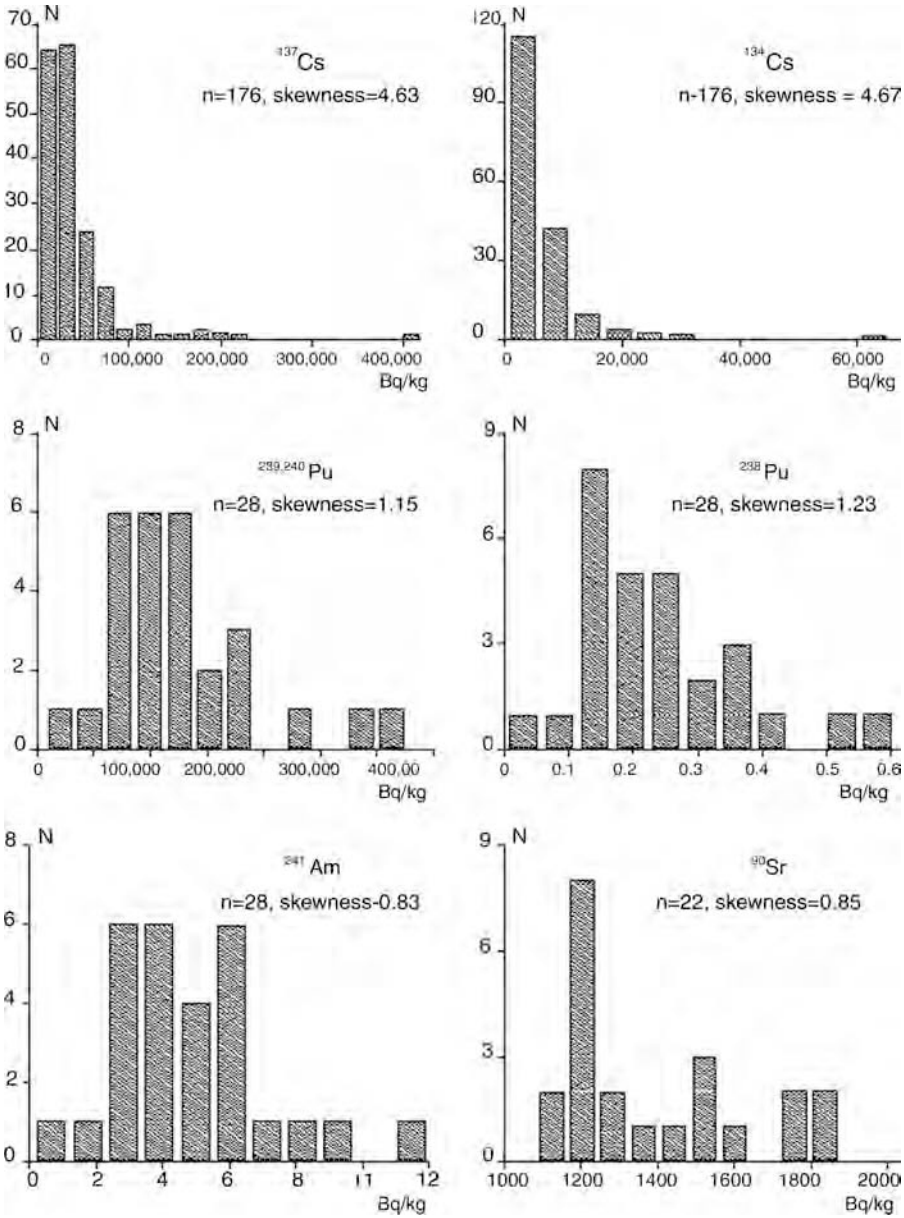 N
70
60
50
40
30
20
10
0
¹³⁷Cs
n=176, skewness=4.63
0 100,000 200,000 300,000 400,000
Bq/kg
N
120
90
60
30
0
¹³⁴Cs
n-176, skewness = 4.67
0 20,000 40,000 60,000
Bq/kg
N
8
6
4
2
0
²³⁹,²⁴⁰Pu
n=28, skewness=1.15
0 100,000 200,000 300,000 400,00
Bq/kg
N
9
6
3
0
²³⁸Pu
n=28, skewness=1.23
0 0.1 0.2 0.3 0.4 0.5 0.6
Bq/kg
N
8
6
4
2
0
²⁴¹Am
n=28, skewness-0.83
0 2 4 6 8 10 12
Bq/kg
N
9
6
3
0
⁹⁰Sr
n=22, skewness=0.85
1000 1200 1400 1600 1800 2000
Bq/kg